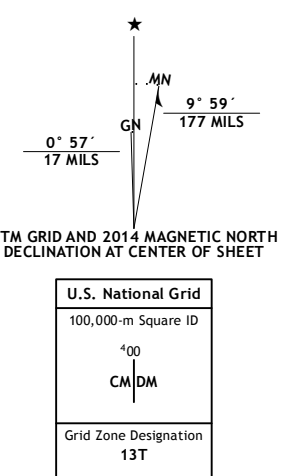 ★
MN
GN
9° 59´
177 MILS
0° 57´
17 MILS
TM GRID AND 2014 MAGNETIC NORTH
DECLINATION AT CENTER OF SHEET
U.S. National Grid
100,000-m Square ID
⁴00
CM DM
Grid Zone Designation
13T